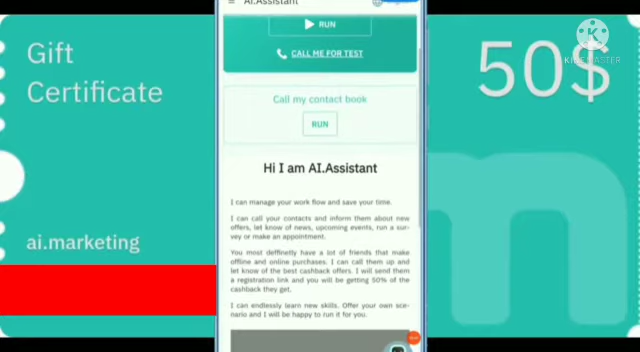 Gift
Certificate
ai.marketing
50$
KINEMASTER
AI.Assistant
RUN
CALL ME FOR TEST
Call my contact book
RUN
Hi I am AI.Assistant
I can manage your work flow and save your time.
I can call your contacts and inform them about new
offers, let know of news, upcoming events, run a sur-
vey or make an appointment.
You most deffinetly have a lot of friends that make
offline and online purchases. I can call them up and
let know of the best cashback offers. I will send them
a registration link and you will be getting 50% of the
cashback they get.
I can endlessly learn new skills. Offer your own sce-
nario and I will be happy to run it for you.